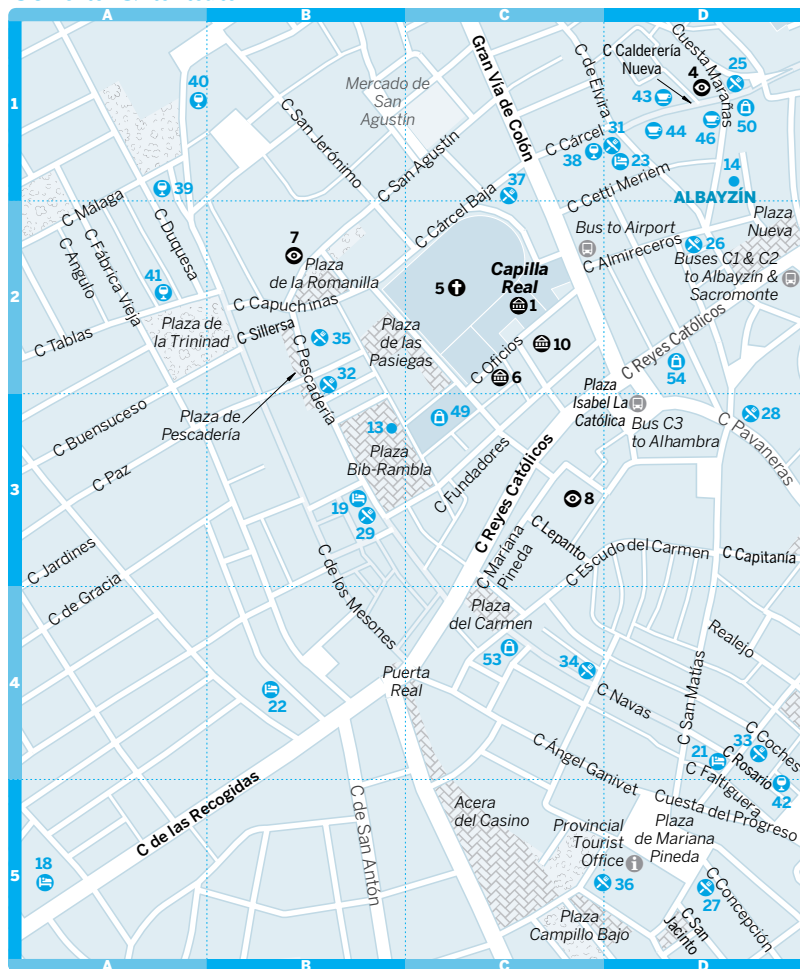 A
B
C
D
1
40
Mercado de
San
Agustín
C San Jerónimo
C San Agustín
Gran Vía de Colón
C de Elvira
C Calderería
Nueva
Cuesta Marañas
4
25
43
50
46
44
31
C Cárcel
38
23
37
C Cárcel Baja
C Cetti Meriem
14
ALBAYZÍN
Plaza
Nueva
39
C Málaga
C Duquesa
C Fábrica Vieja
C Angulo
2
7
Plaza
de la Romanilla
41
C Capuchinas
C Sillersa
C Tablas
Plaza de
la Trininad
35
32
C Pescadería
Plaza de
Pescadería
Plaza
de las
Pasiegas
5
Capilla
Real
1
10
C Oficios
6
Bus to Airport
C Almireceros
26
Buses C1 & C2
to Albayzín &
Sacromonte
C Reyes Católicos
54
Plaza
Isabel La
Católica
Bus C3
to Alhambra
28
C Pavaneras
3
C Buensuceso
C Paz
13
49
Plaza
Bib-Rambla
C Fundadores
C Reyes Católicos
8
19
29
C Mariana
Pineda
C Lepanto
C Escudo del Carmen
C Capitanía
C Jardines
C de Gracia
C de los Mesones
4
Plaza
del Carmen
53
34
Realejo
Puerta
Real
22
C Navas
C San Matías
C Coches
33
21
C Rosario
C Faltiguera
42
C Ángel Ganivet
Cuesta del Progreso
C de las Recogidas
C de San Antón
5
Acera
del Casino
Provincial
Tourist
Office
Plaza
de Mariana
Pineda
18
36
27
C Concepción
C San
Jacinto
Plaza
Campillo Bajo
A
B
C
D
1
2
3
4
5